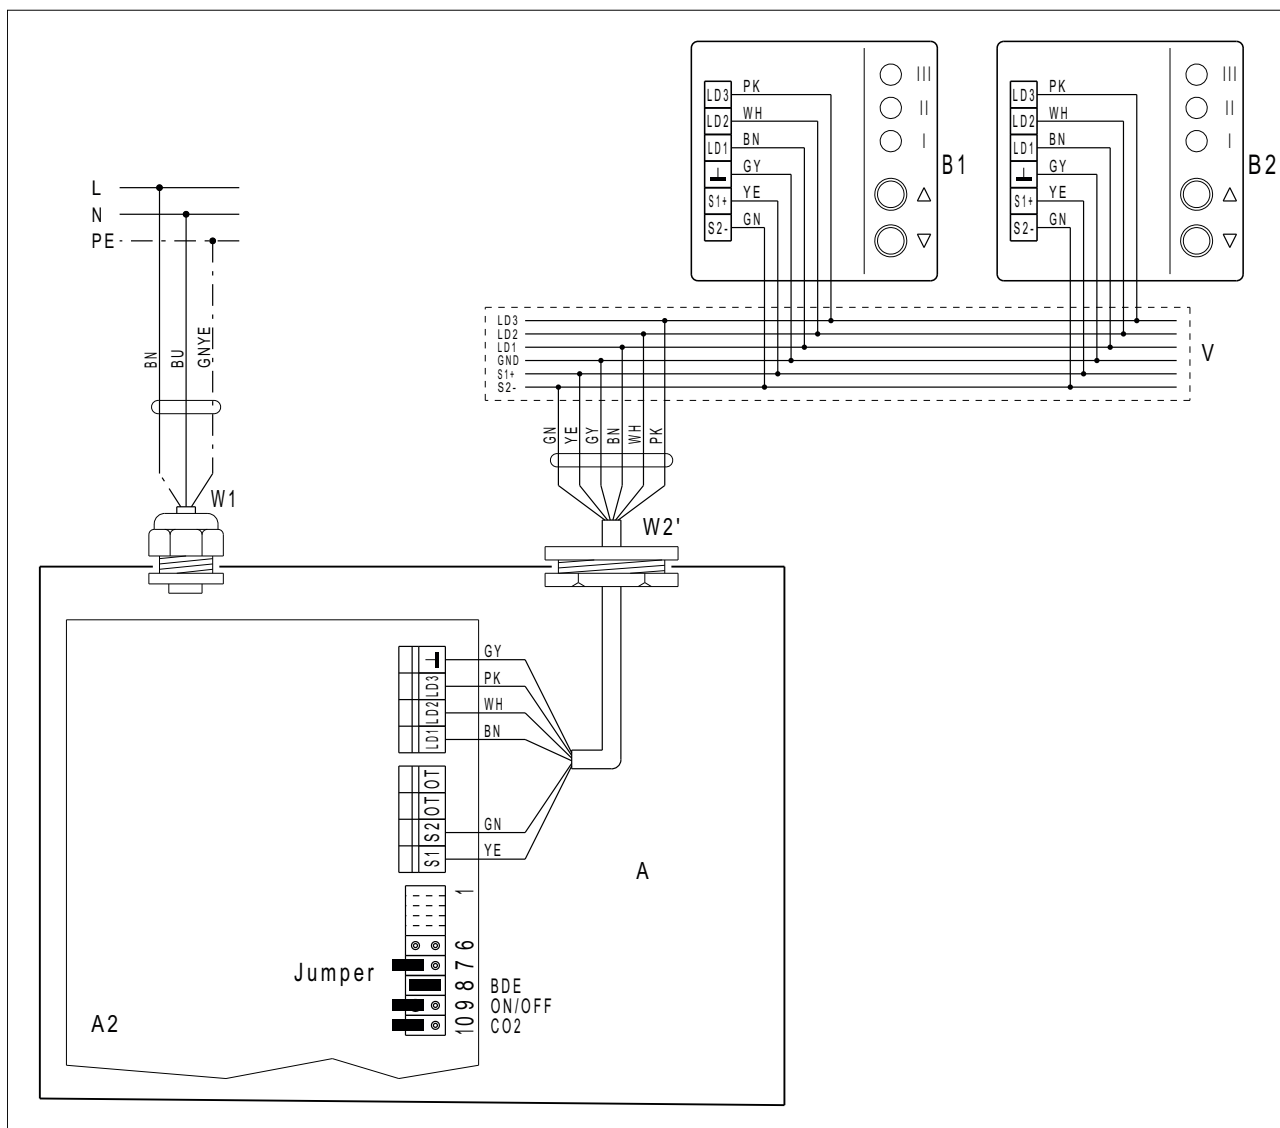 LD3 PK III
LD2 WH II
LD1 BN I
GY
S1+ YE
S2- GN
B1
LD3 PK III
LD2 WH II
LD1 BN I
GY
S1+ YE
S2- GN
B2
L
N
PE
BN
BU
GNYE
W1
LD3
LD2
LD1
GND
S1+
S2-
V
GN
YE
GY
BN
WH
PK
W2'
GY
LD3 PK
LD2 WH
LD1 BN
OT
OT
S2 GN
S1 YE
A
1
6
Jumper 7
8 BDE
9 ON/OFF
10 CO2
A2